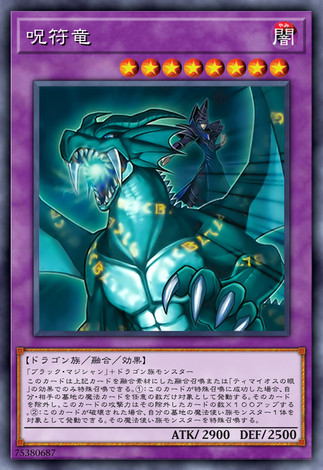 呪符竜
闇
やみ
【ドラゴン族/融合/効果】
「ブラック・マジシャン」+ドラゴン族モンスター
このカードは上記カードを融合素材にした融合召喚または「ティマイオスの眼」
の効果でのみ特殊召喚できる。①:このカードが特殊召喚に成功した場合、自
分・相手の墓地の魔法カードを任意の数だけ対象として発動する。そのカード
を除外し、このカードの攻撃力はその除外したカードの数×100アップする。
②:このカードが破壊された場合、自分の墓地の魔法使い族モンスター1体を
対象として発動できる。その魔法使い族モンスターを特殊召喚する。
ATK/ 2900 DEF/2500
75380687